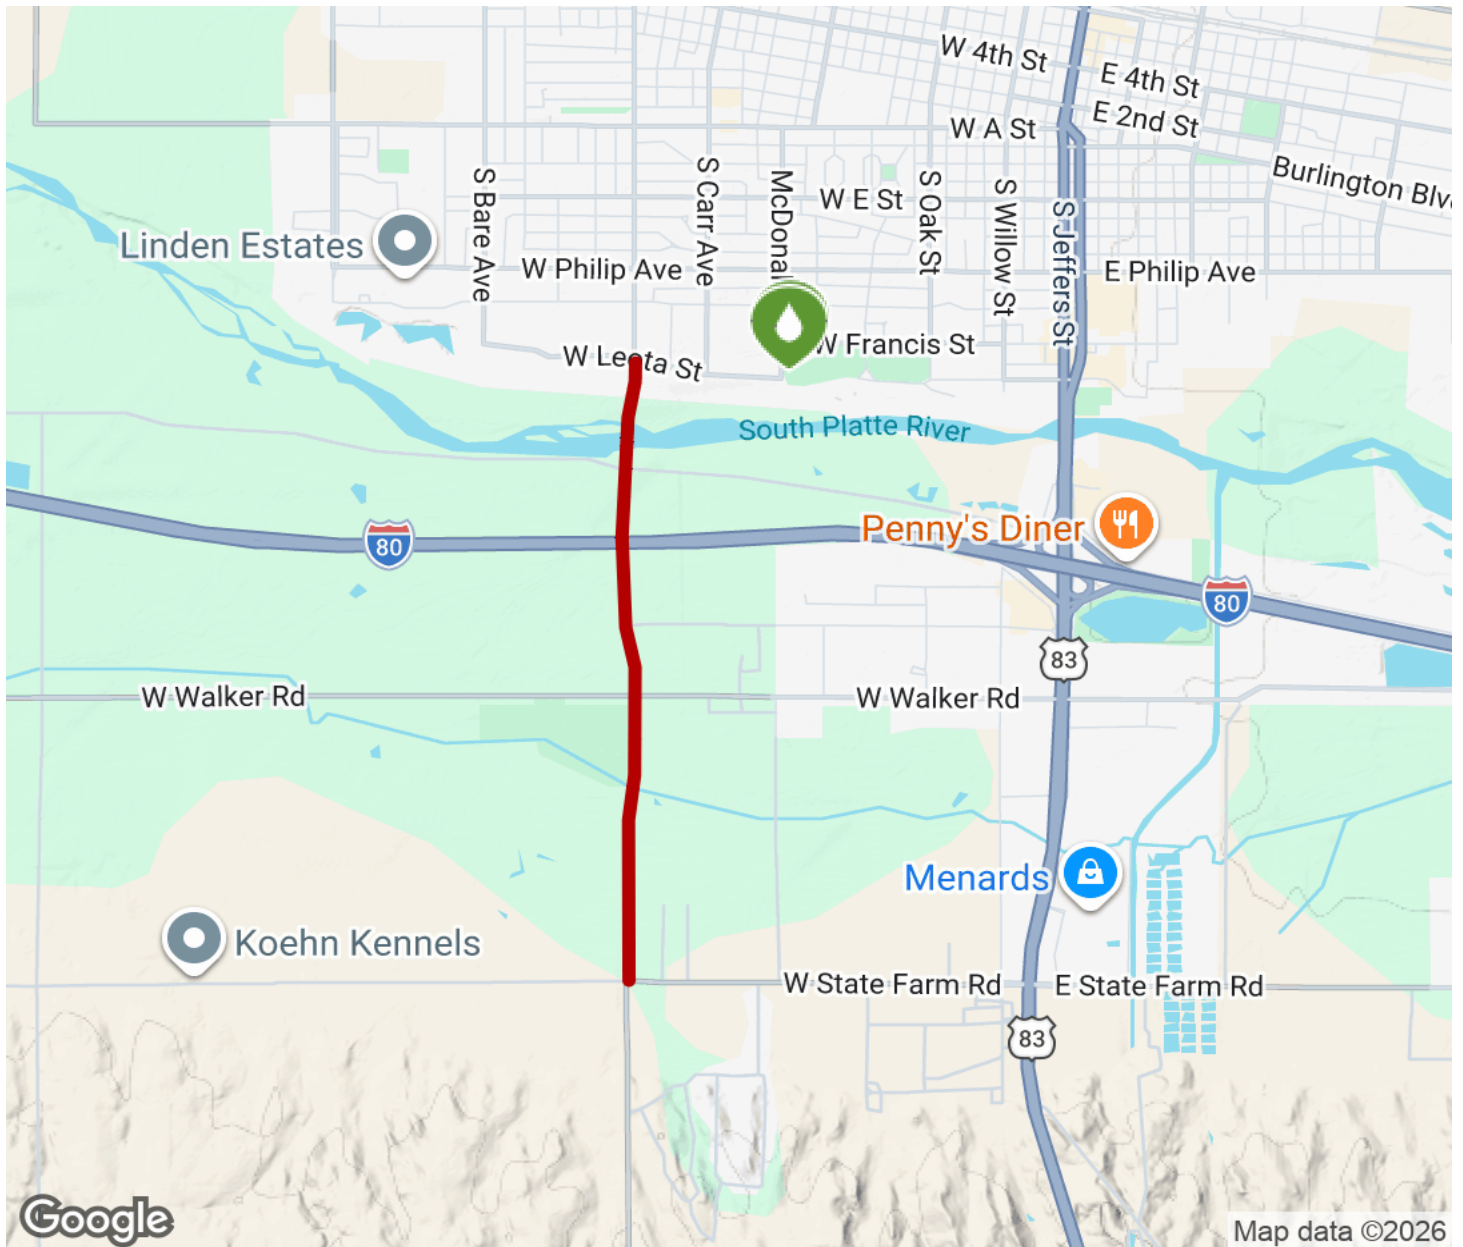 W 4th St
E 4th St
E 2nd St
W A St
Burlington Blv
S Bare Ave
S Carr Ave
McDonal
W E St
S Oak St
S Willow St
S Jeffers St
Linden Estates
W Philip Ave
E Philip Ave
W Leota St
W Francis St
South Platte River
Penny's Diner
80
80
83
W Walker Rd
W Walker Rd
Menards
Koehn Kennels
W State Farm Rd
E State Farm Rd
83
Google
Map data ©2026